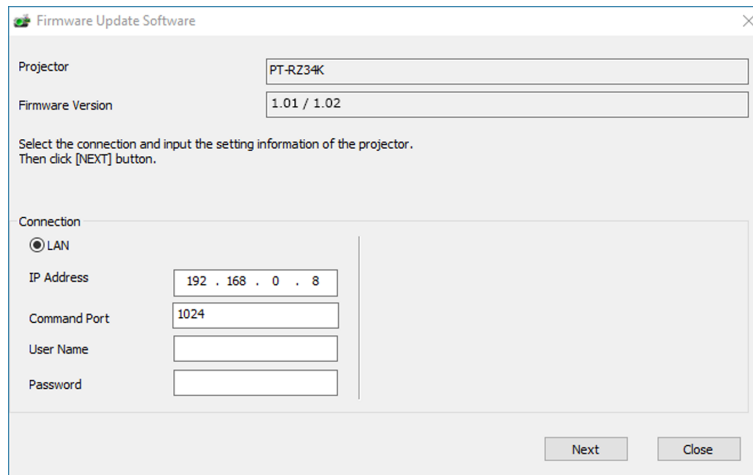 Firmware Update Software
Projector
PT-RZ34K
Firmware Version
1.01 / 1.02
Select the connection and input the setting information of the projector.
Then click [NEXT] button.
Connection
LAN
IP Address
192 . 168 . 0 . 8
Command Port
1024
User Name
Password
Next
Close